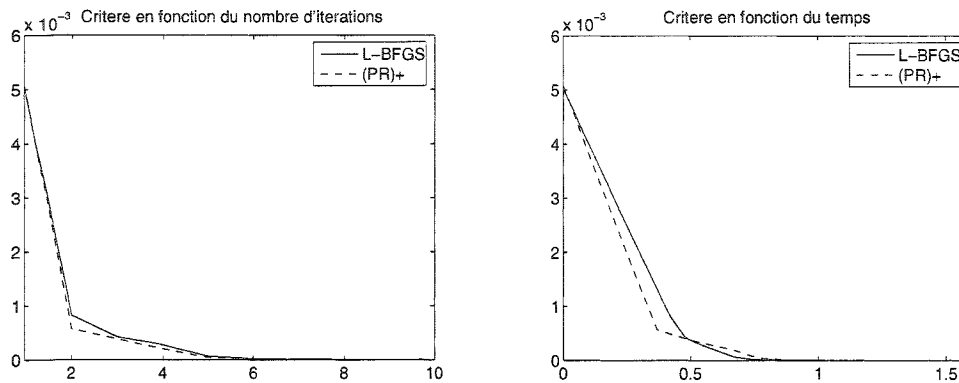 Critere en fonction du nombre d'iterations
x 10⁻³
6
5
4
3
2
1
0
2
4
6
8
10
L-BFGS
(PR)+
Critere en fonction du temps
x 10⁻³
6
5
4
3
2
1
0
0
0.5
1
1.5
L-BFGS
(PR)+